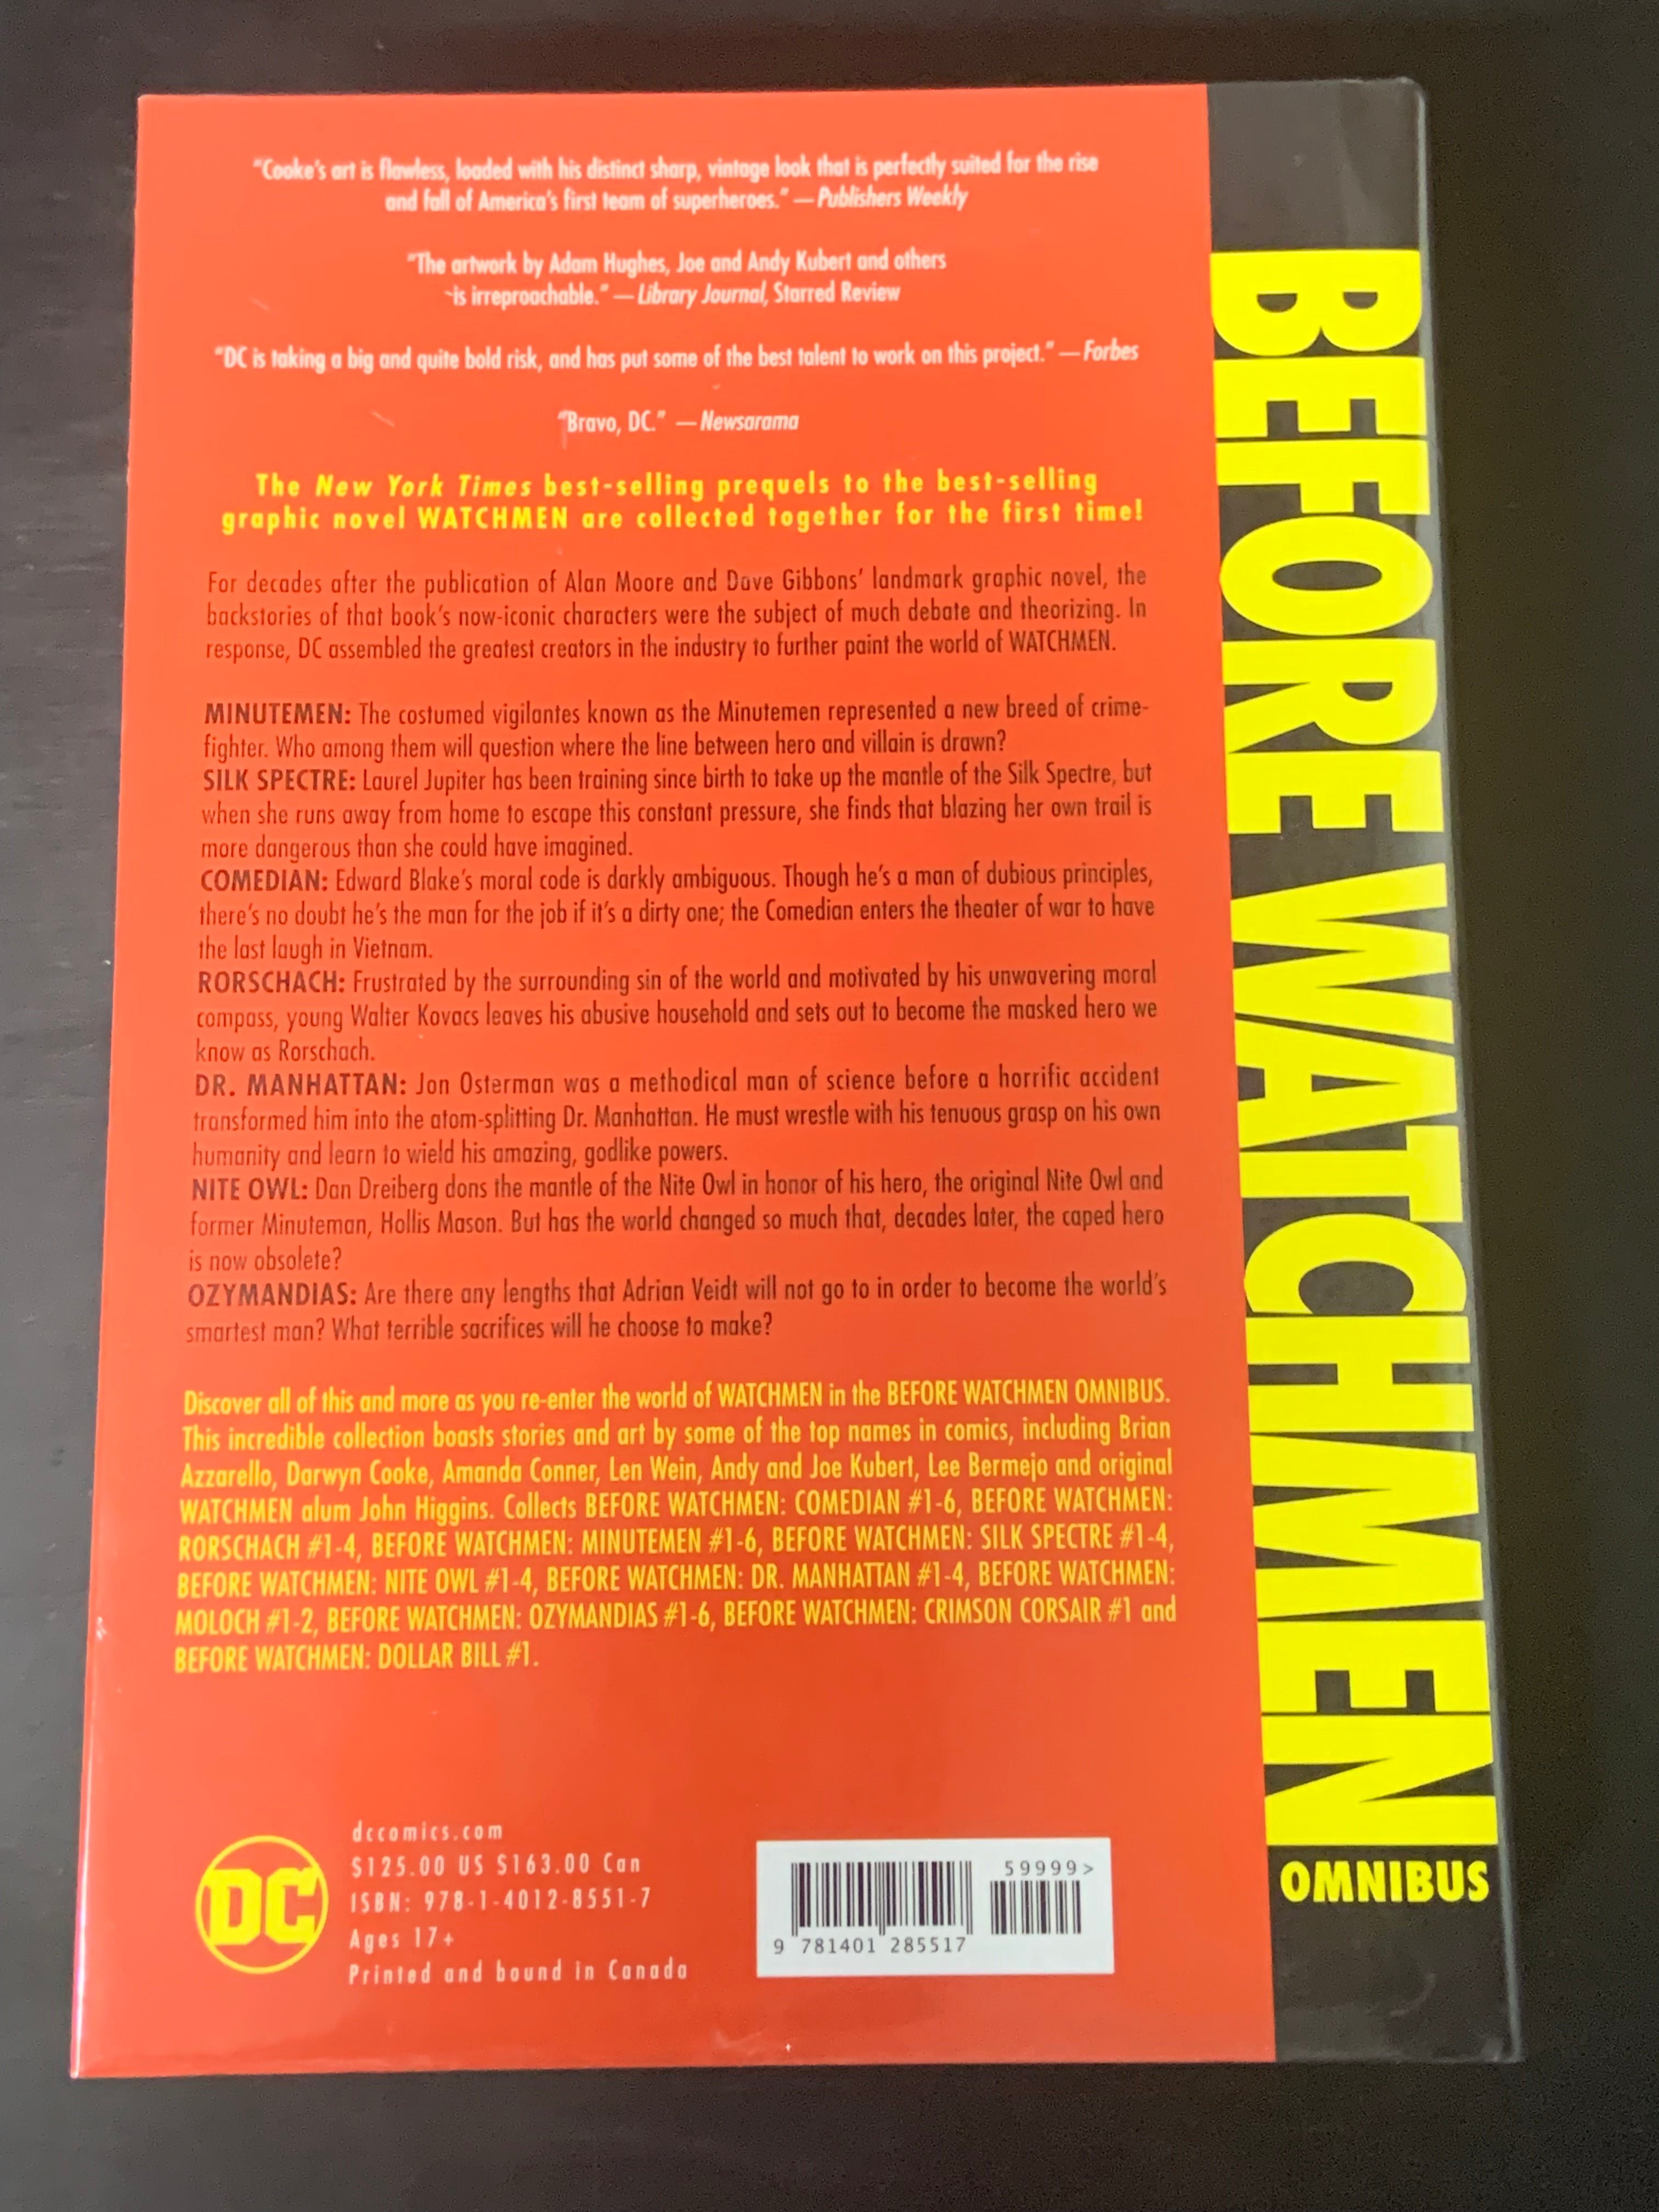 “Cooke’s art is flawless, loaded with his distinct sharp, vintage look that is perfectly suited for the rise
and fall of America’s first team of superheroes.” — Publishers Weekly
“The artwork by Adam Hughes, Joe and Andy Kubert and others
is irreproachable.” — Library Journal, Starred Review
“DC is taking a big and quite bold risk, and has put some of the best talent to work on this project.” — Forbes
“Bravo, DC.” — Newsarama
The New York Times best-selling prequels to the best-selling
graphic novel WATCHMEN are collected together for the first time!
For decades after the publication of Alan Moore and Dave Gibbons’ landmark graphic novel, the
backstories of that book’s now-iconic characters were the subject of much debate and theorizing. In
response, DC assembled the greatest creators in the industry to further paint the world of WATCHMEN.
MINUTEMEN: The costumed vigilantes known as the Minutemen represented a new breed of crime-
fighter. Who among them will question where the line between hero and villain is drawn?
SILK SPECTRE: Laurel Jupiter has been training since birth to take up the mantle of the Silk Spectre, but
when she runs away from home to escape this constant pressure, she finds that blazing her own trail is
more dangerous than she could have imagined.
COMEDIAN: Edward Blake’s moral code is darkly ambiguous. Though he’s a man of dubious principles,
there’s no doubt he’s the man for the job if it’s a dirty one; the Comedian enters the theater of war to have
the last laugh in Vietnam.
RORSCHACH: Frustrated by the surrounding sin of the world and motivated by his unwavering moral
compass, young Walter Kovacs leaves his abusive household and sets out to become the masked hero we
know as Rorschach.
DR. MANHATTAN: Jon Osterman was a methodical man of science before a horrific accident
transformed him into the atom-splitting Dr. Manhattan. He must wrestle with his tenuous grasp on his own
humanity and learn to wield his amazing, godlike powers.
NITE OWL: Dan Dreiberg dons the mantle of the Nite Owl in honor of his hero, the original Nite Owl and
former Minuteman, Hollis Mason. But has the world changed so much that, decades later, the caped hero
is now obsolete?
OZYMANDIAS: Are there any lengths that Adrian Veidt will not go to in order to become the world’s
smartest man? What terrible sacrifices will he choose to make?
Discover all of this and more as you re-enter the world of WATCHMEN in the BEFORE WATCHMEN OMNIBUS.
This incredible collection boasts stories and art by some of the top names in comics, including Brian
Azzarello, Darwyn Cooke, Amanda Conner, Len Wein, Andy and Joe Kubert, Lee Bermejo and original
WATCHMEN alum John Higgins. Collects BEFORE WATCHMEN: COMEDIAN #1-6, BEFORE WATCHMEN:
RORSCHACH #1-4, BEFORE WATCHMEN: MINUTEMEN #1-6, BEFORE WATCHMEN: SILK SPECTRE #1-4,
BEFORE WATCHMEN: NITE OWL #1-4, BEFORE WATCHMEN: DR. MANHATTAN #1-4, BEFORE WATCHMEN:
MOLOCH #1-2, BEFORE WATCHMEN: OZYMANDIAS #1-6, BEFORE WATCHMEN: CRIMSON CORSAIR #1 and
BEFORE WATCHMEN: DOLLAR BILL #1.
DC
dccomics.com
$125.00 US $163.00 Can
ISBN: 978-1-4012-8551-7
Ages 17+
Printed and bound in Canada
59999>
9 781401 285517
BEFORE WATCHMEN
OMNIBUS